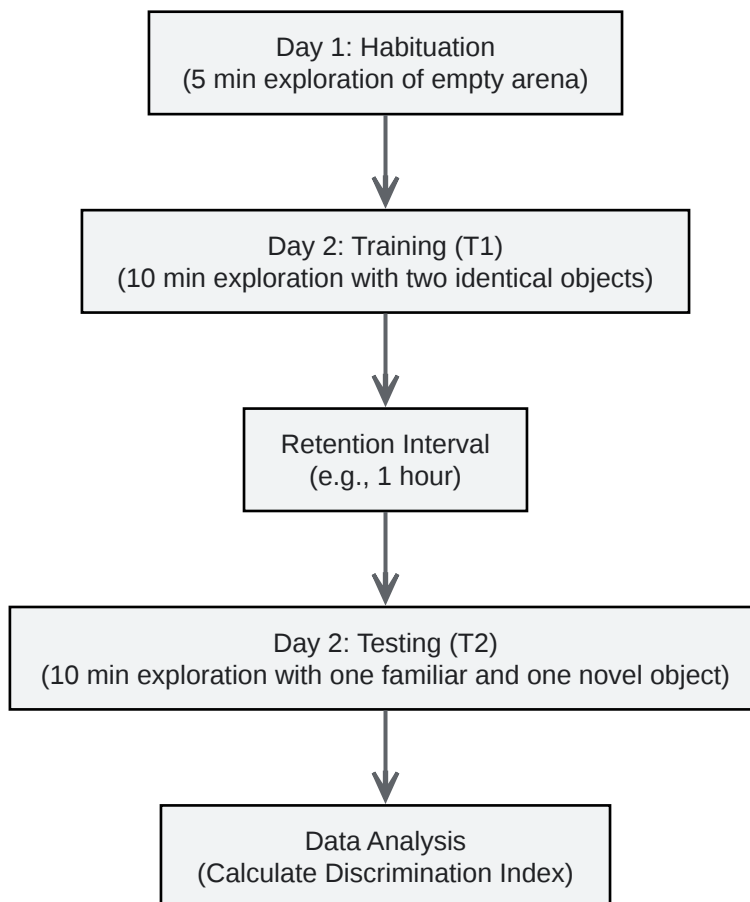 Day 1: Habituation
(5 min exploration of empty arena)
Day 2: Training (T1)
(10 min exploration with two identical objects)
Retention Interval
(e.g., 1 hour)
Day 2: Testing (T2)
(10 min exploration with one familiar and one novel object)
Data Analysis
(Calculate Discrimination Index)